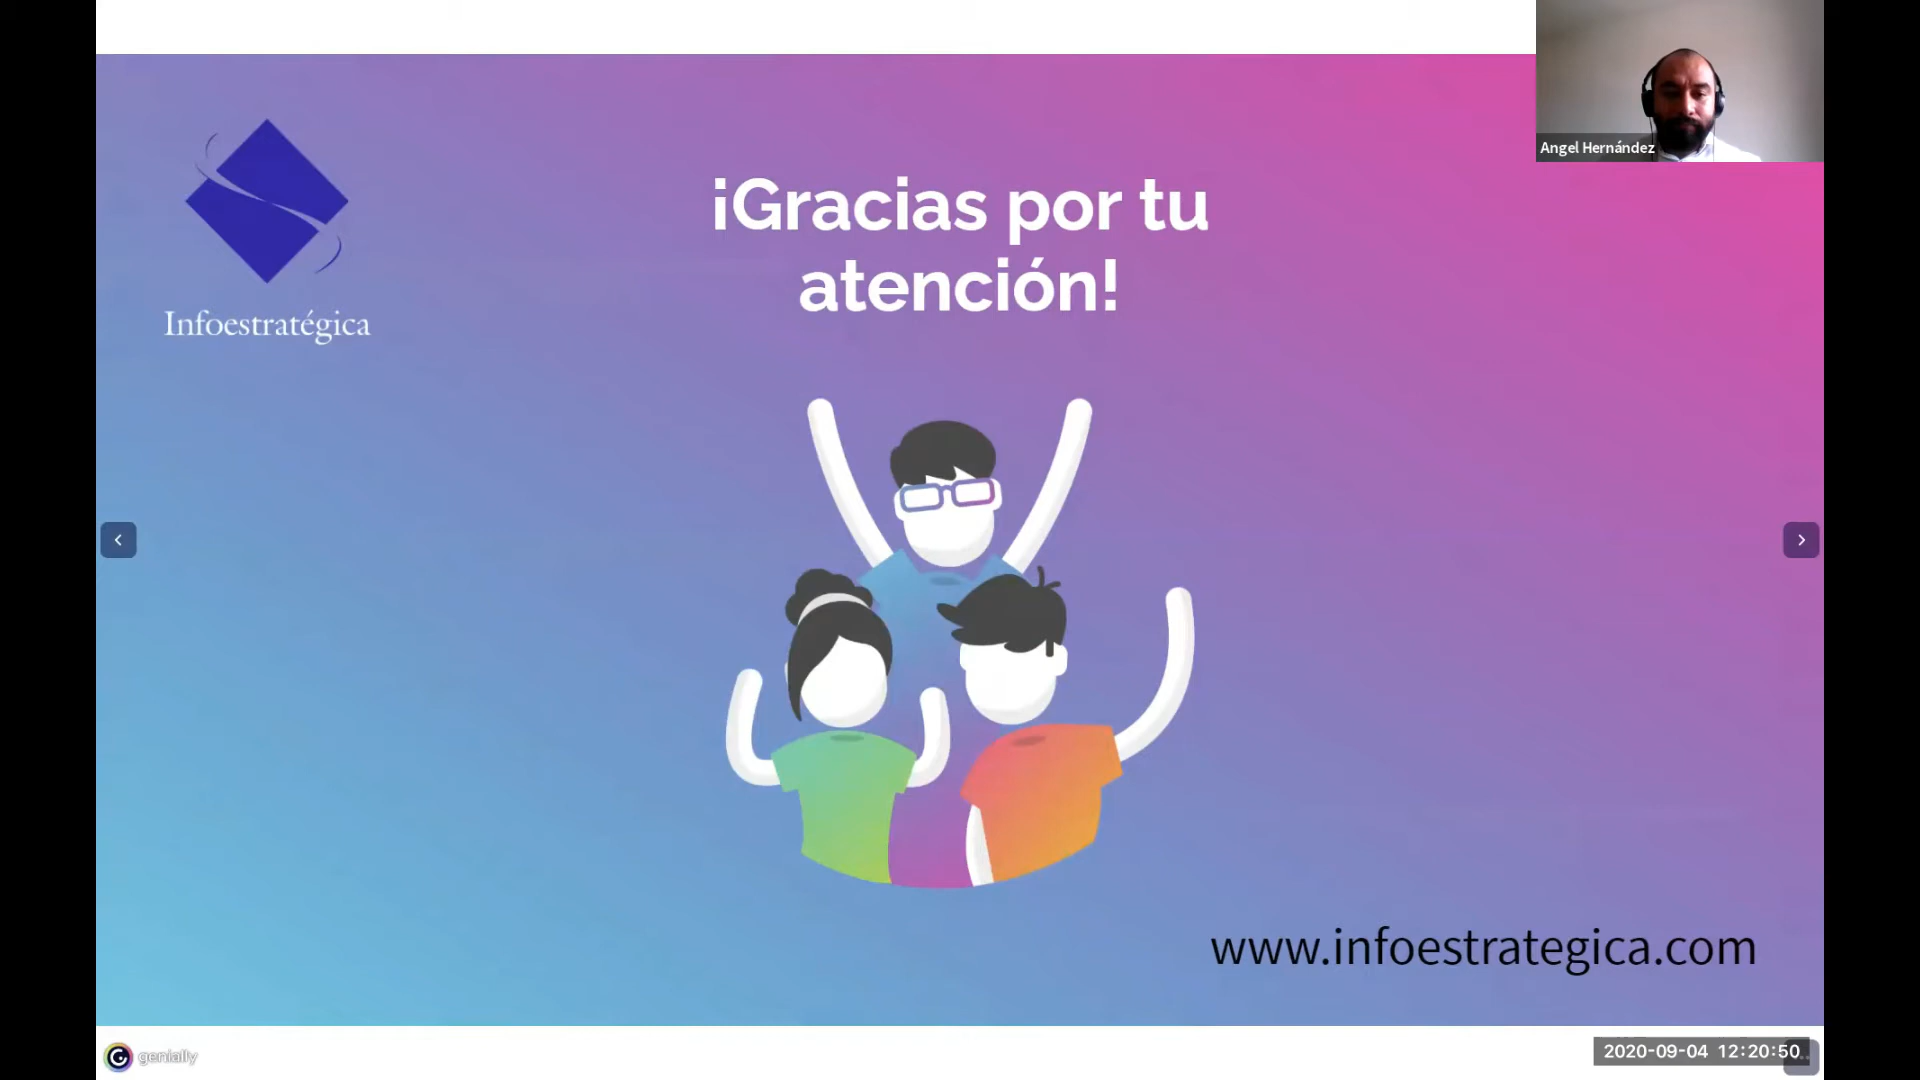 Angel Hernández
¡Gracias por tu
atención!
Infoestratégica
www.infoestrategica.com
genially
2020-09-04 12:20:50